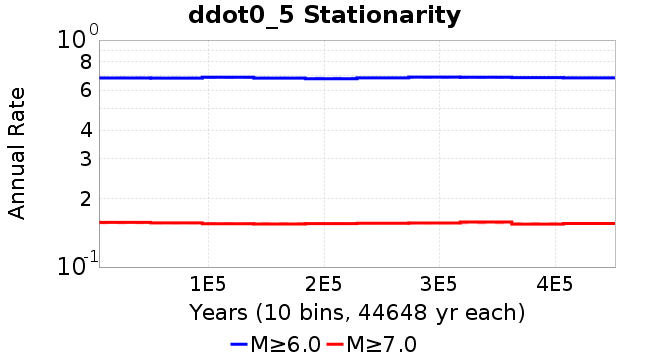 ddot0_5 Stationarity
10^0
8
6
4
3
2
10^-1
Annual Rate
1E5 2E5 3E5 4E5
Years (10 bins, 44648 yr each)
M≥6.0 M≥7.0